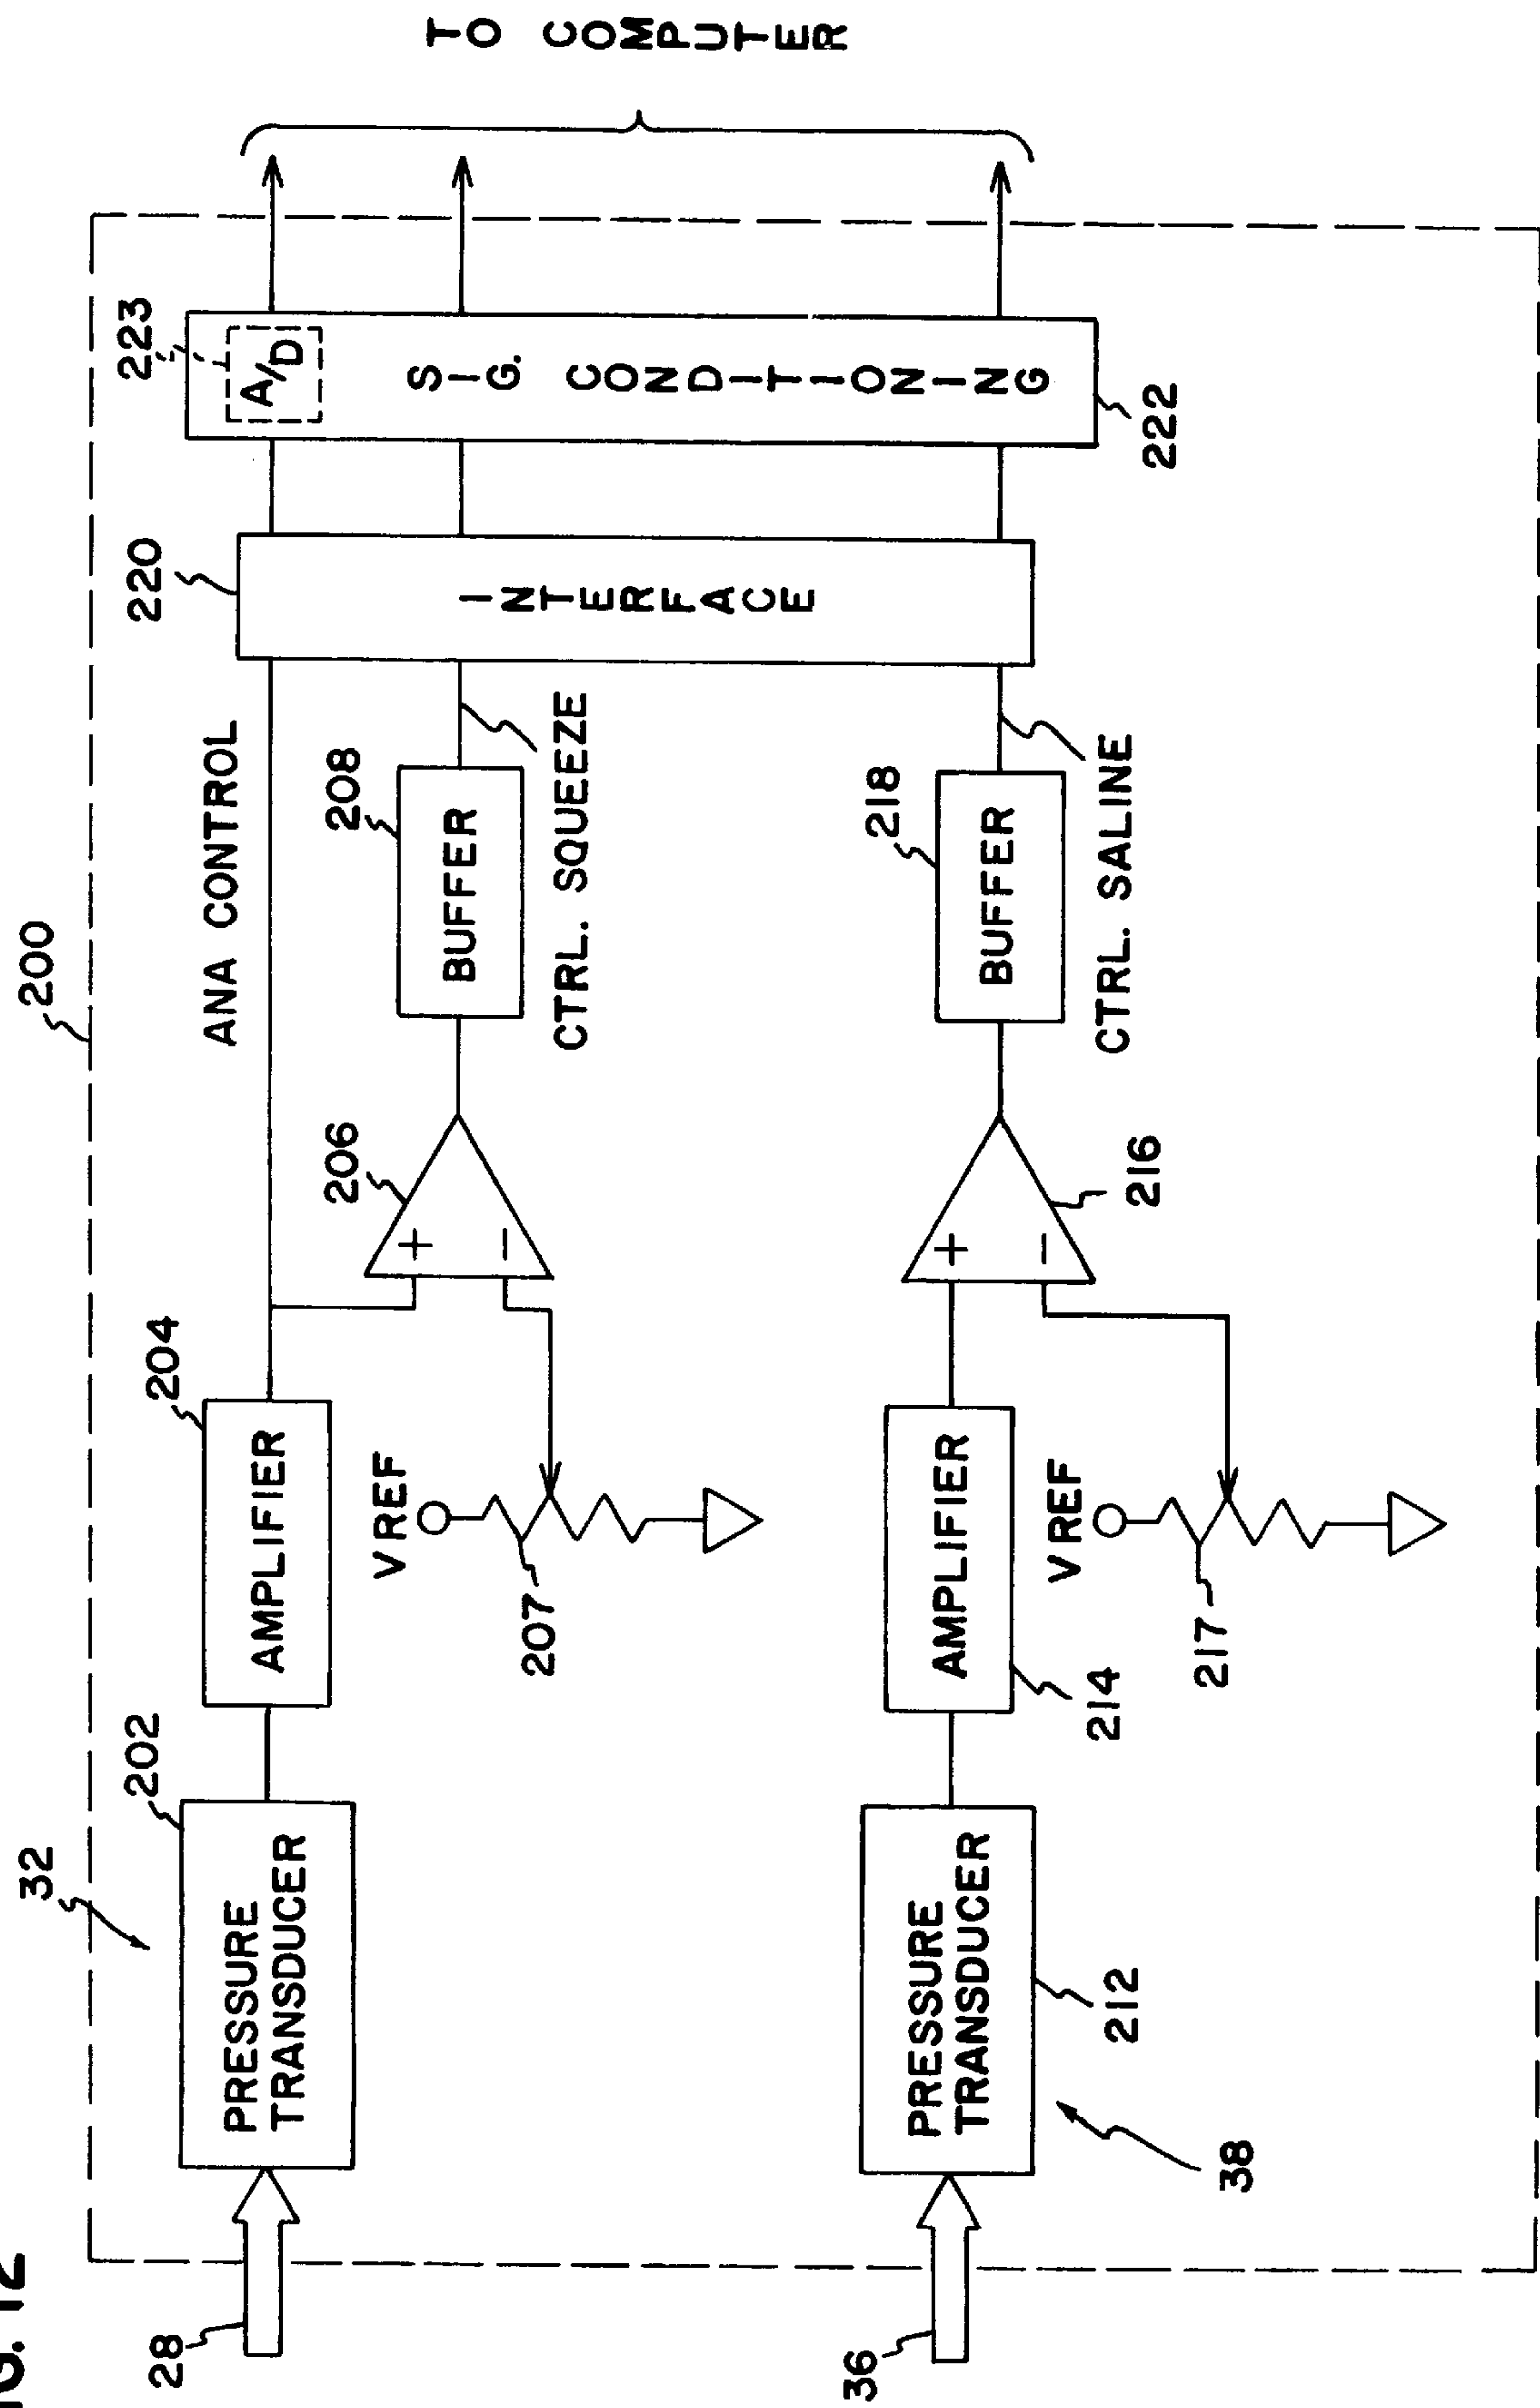 FIG. 12
200
32
202
204
ANA CONTROL
220
223
28
PRESSURE
TRANSDUCER
AMPLIFIER
A/D
TO COMPUTER
206
208
VREF
+
−
BUFFER
INTERFACE
SIG. CONDITIONING
207
CTRL. SQUEEZE
36
PRESSURE
TRANSDUCER
AMPLIFIER
218
+
−
BUFFER
VREF
212
214
216
CTRL. SALINE
222
38
217